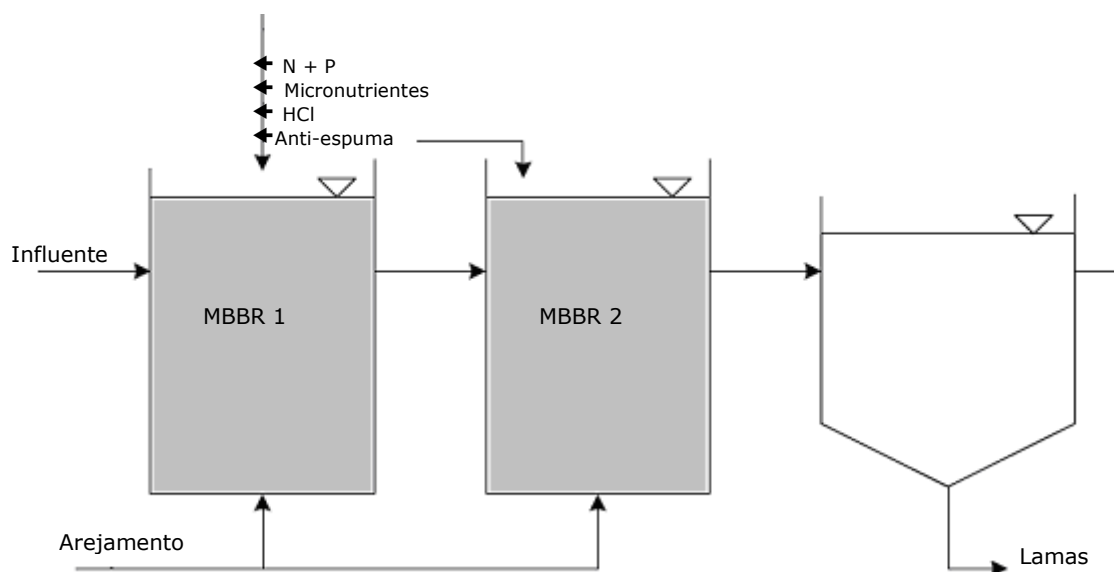 N + P
Micronutrientes
HCl
Anti-espuma
Influente
MBBR 1
MBBR 2
Arejamento
Lamas